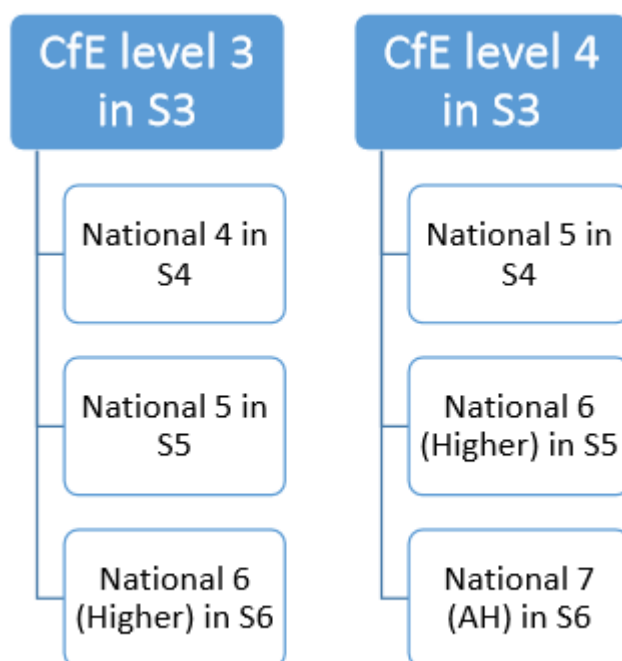 CfE level 3
in S3
National 4 in
S4
National 5 in
S5
National 6
(Higher) in S6
CfE level 4
in S3
National 5 in
S4
National 6
(Higher) in S5
National 7
(AH) in S6